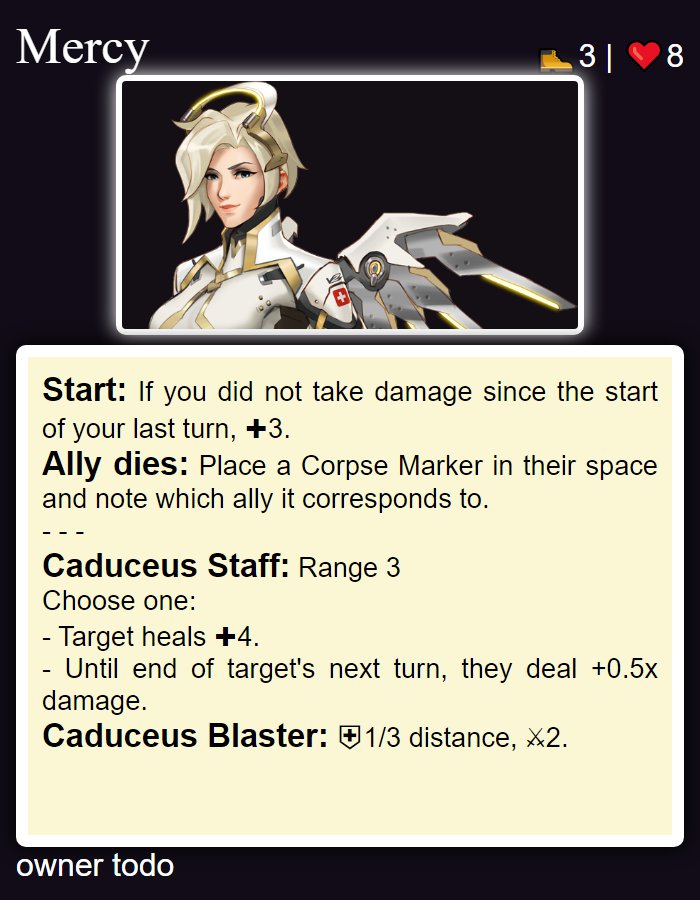 Mercy
🥾3 | ❤️8
Start: If you did not take damage since the start
of your last turn, ✚3.
Ally dies: Place a Corpse Marker in their space
and note which ally it corresponds to.
- - -
Caduceus Staff: Range 3
Choose one:
- Target heals ✚4.
- Until end of target's next turn, they deal +0.5x
damage.
Caduceus Blaster: ⛨1/3 distance, ⚔2.
owner todo